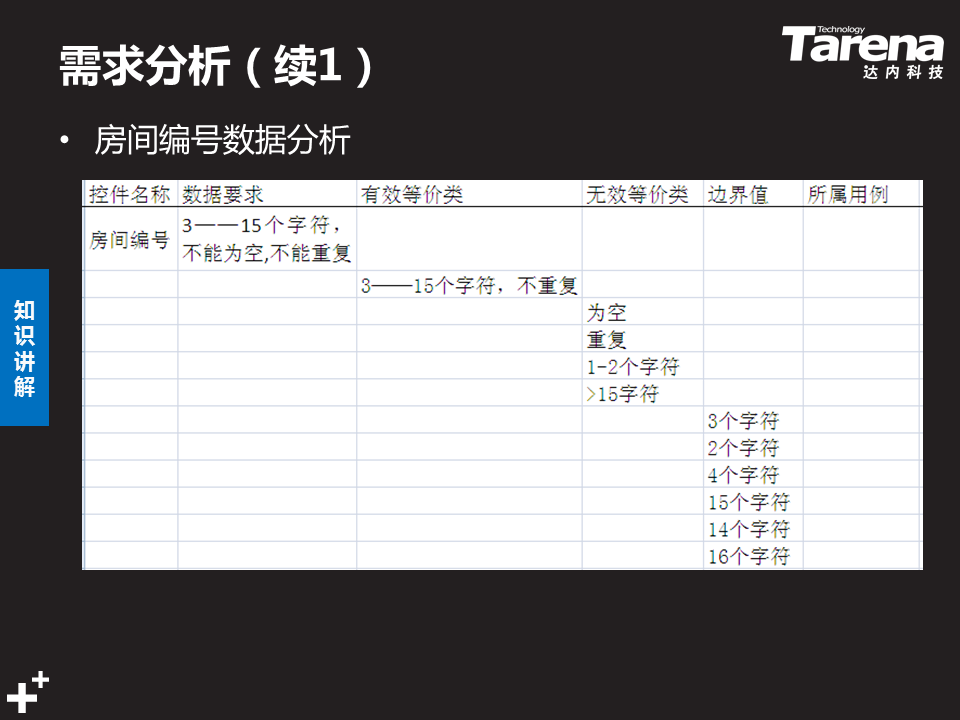 需求分析（续1）
Technology
Tarena
达内科技
• 房间编号数据分析
知识讲解
控件名称 数据要求 有效等价类 无效等价类 边界值 所属用例
房间编号 3——15个字符，
不能为空,不能重复
3——15个字符，不重复
为空
重复
1-2个字符
>15字符
3个字符
2个字符
4个字符
15个字符
14个字符
16个字符